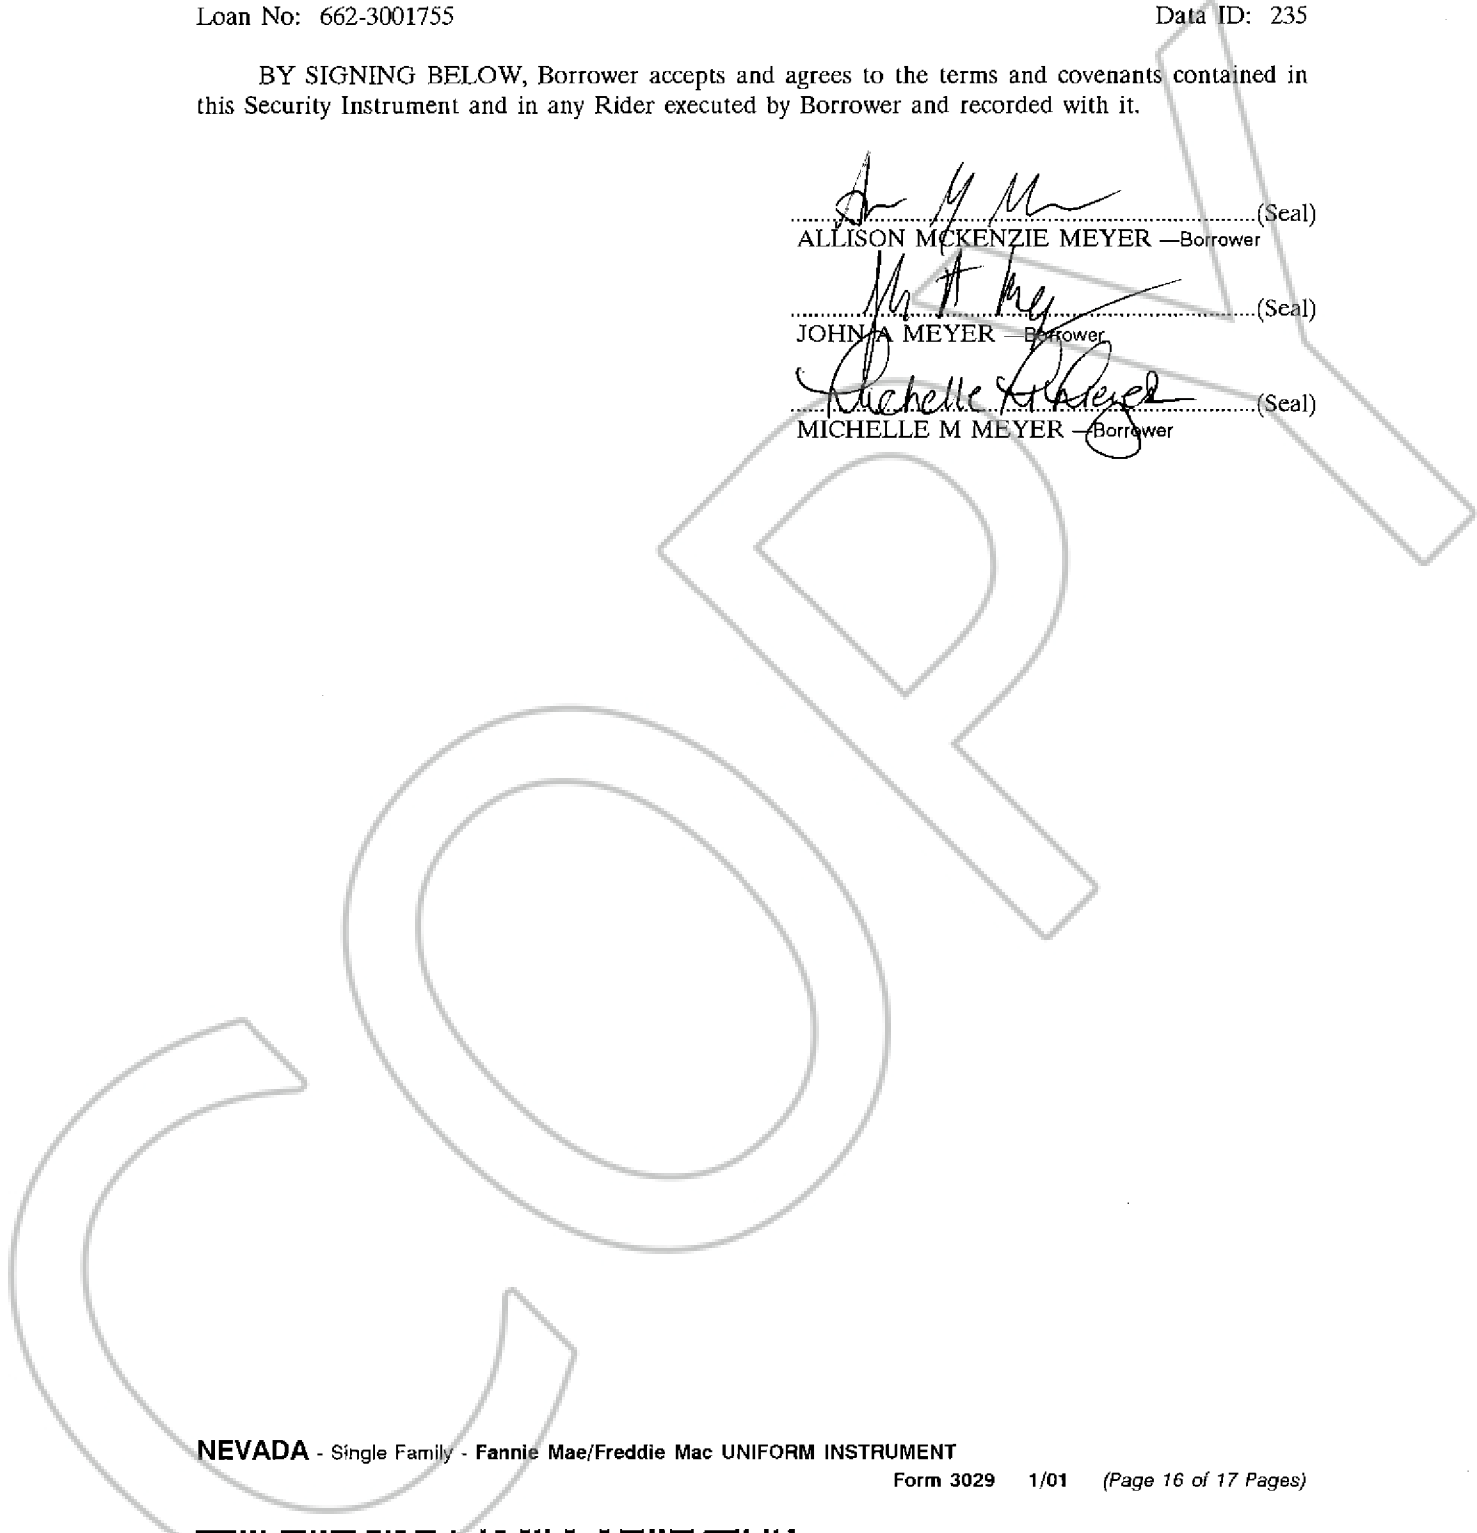 Loan No: 662-3001755 Data ID: 235
BY SIGNING BELOW, Borrower accepts and agrees to the terms and covenants contained in
this Security Instrument and in any Rider executed by Borrower and recorded with it.
(Seal)
ALLISON MCKENZIE MEYER —Borrower
(Seal)
JOHN A MEYER —Borrower
Michelle M Meyer (Seal)
MICHELLE M MEYER —Borrower
COPY
NEVADA - Single Family - Fannie Mae/Freddie Mac UNIFORM INSTRUMENT
Form 3029 1/01 (Page 16 of 17 Pages)